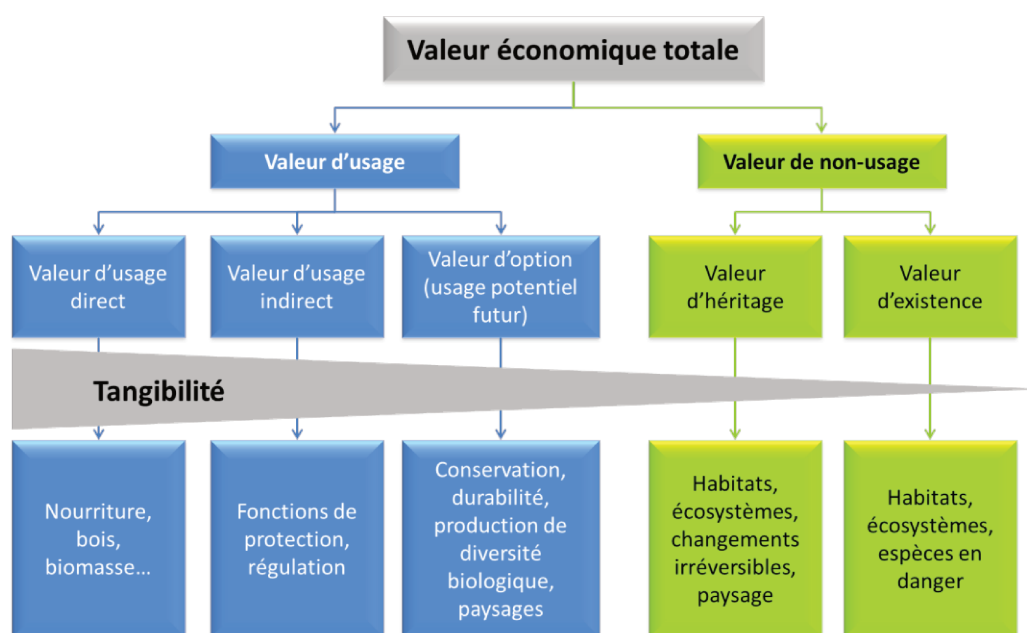 Valeur économique totale
Valeur d’usage
Valeur de non-usage
Valeur d’usage
direct
Valeur d’usage
indirect
Valeur d’option
(usage potentiel
futur)
Valeur
d’héritage
Valeur
d’existence
Tangibilité
Nourriture,
bois,
biomasse…
Fonctions de
protection,
régulation
Conservation,
durabilité,
production de
diversité
biologique,
paysages
Habitats,
écosystèmes,
changements
irréversibles,
paysage
Habitats,
écosystèmes,
espèces en
danger